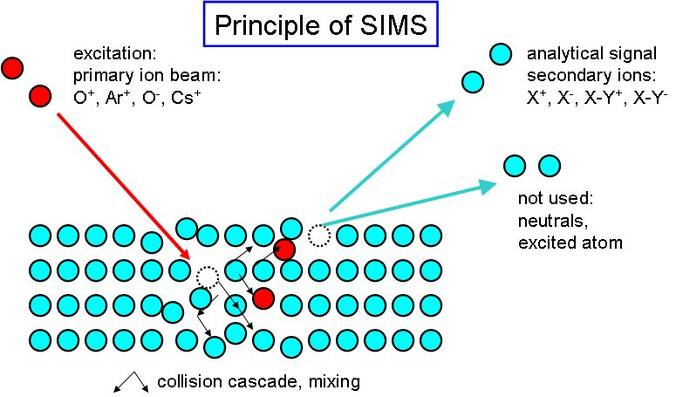 Principle of SIMS
excitation:
primary ion beam:
O⁺, Ar⁺, O⁻, Cs⁺
analytical signal
secondary ions:
X⁺, X⁻, X-Y⁺, X-Y⁻
not used:
neutrals,
excited atom
collision cascade, mixing